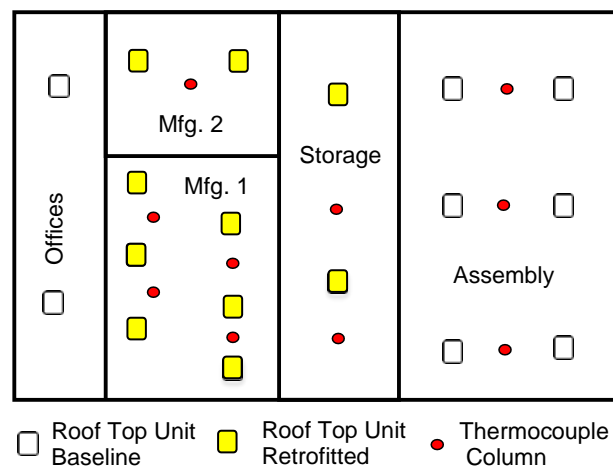 Mfg. 2
Mfg. 1
Storage
Offices
Assembly
Roof Top Unit
Baseline
Roof Top Unit
Retrofitted
Thermocouple
Column